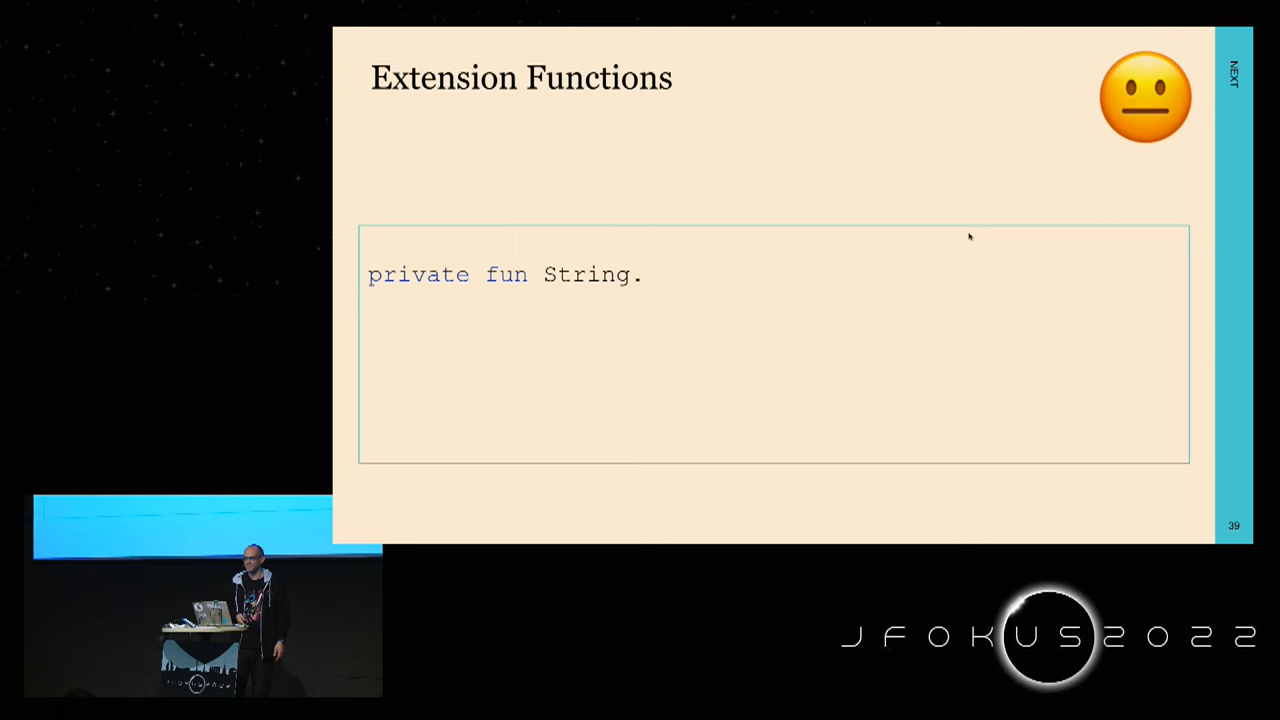 Extension Functions
NEXT
private fun String.
39
JFOKUS2022